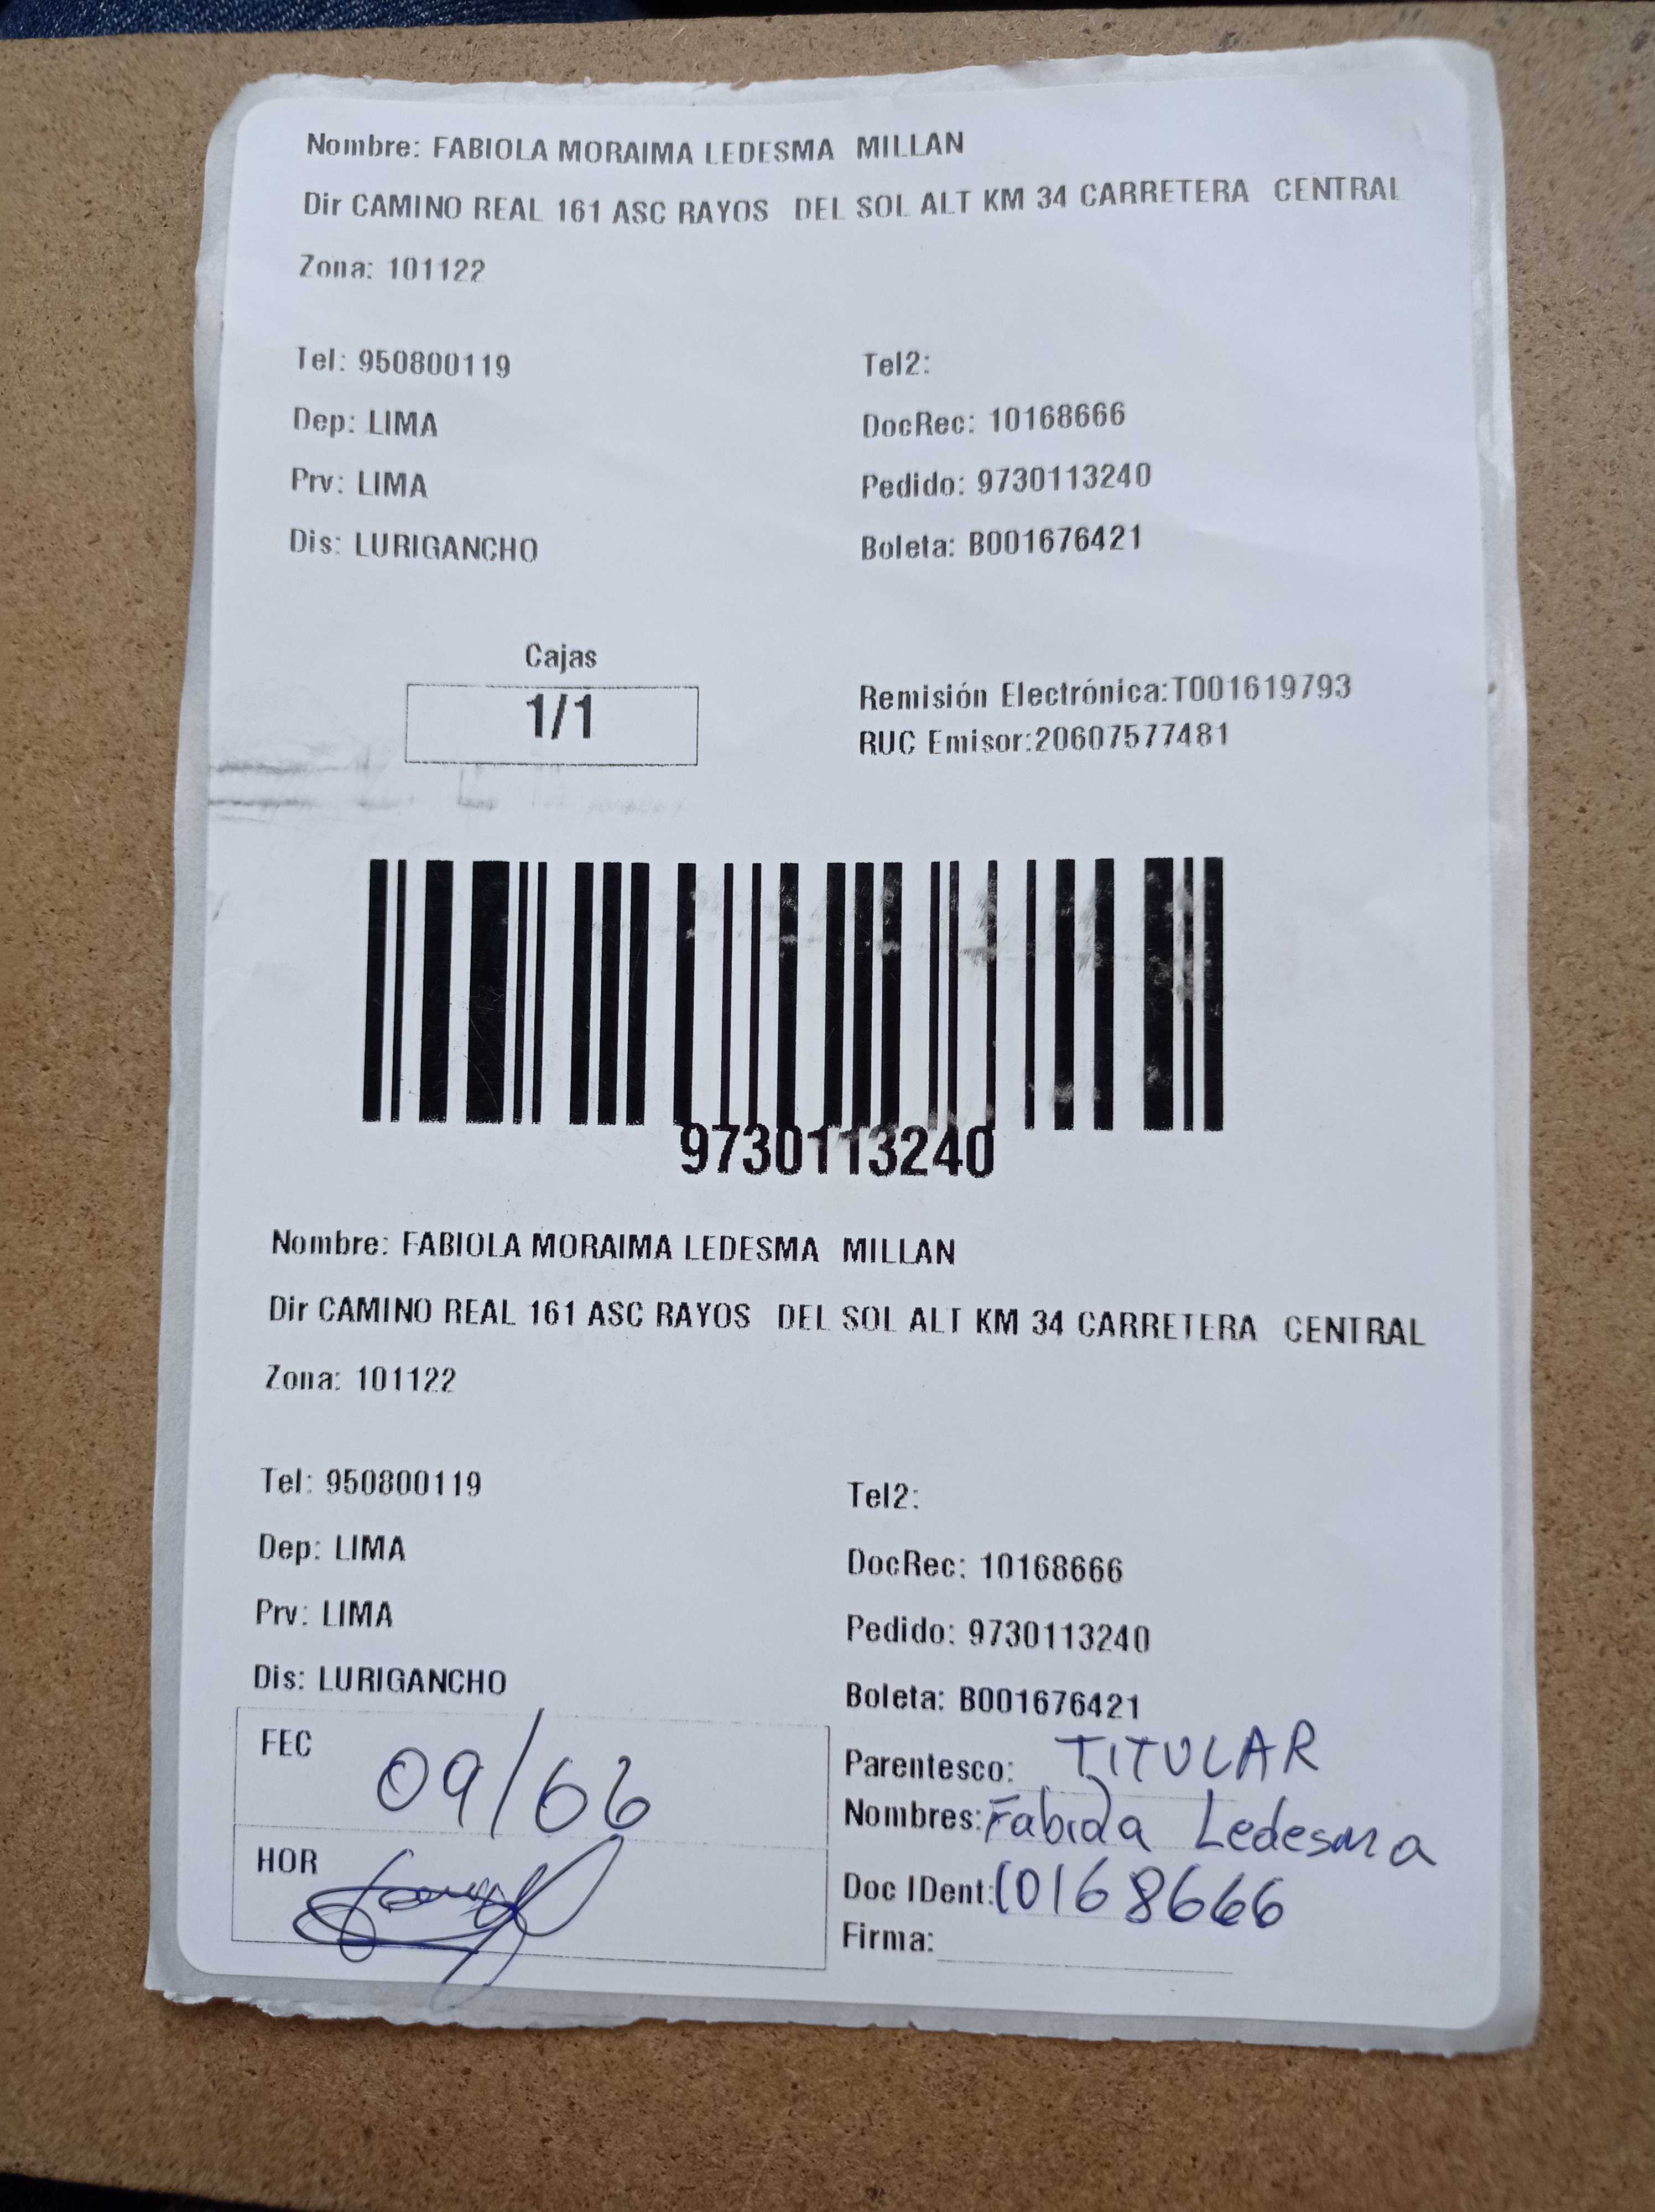 Nombre: FABIOLA MORAIMA LEDESMA MILLAN
Dir CAMINO REAL 161 ASC RAYOS DEL SOL ALT KM 34 CARRETERA CENTRAL
Zona: 101122
Tel: 950800119
Tel2:
Dep: LIMA
DocRec: 10168666
Prv: LIMA
Pedido: 9730113240
Dis: LURIGANCHO
Boleta: B001676421
Cajas
1/1
Remisión Electrónica:T001619793
RUC Emisor:20607577481
9730113240
Nombre: FABIOLA MORAIMA LEDESMA MILLAN
Dir CAMINO REAL 161 ASC RAYOS DEL SOL ALT KM 34 CARRETERA CENTRAL
Zona: 101122
Tel: 950800119
Tel2:
Dep: LIMA
DocRec: 10168666
Prv: LIMA
Pedido: 9730113240
Dis: LURIGANCHO
Boleta: B001676421
FEC 09/06
Parentesco: TITULAR
Nombres: Fabiola Ledesma
HOR
Doc IDent: 10168666
Firma: